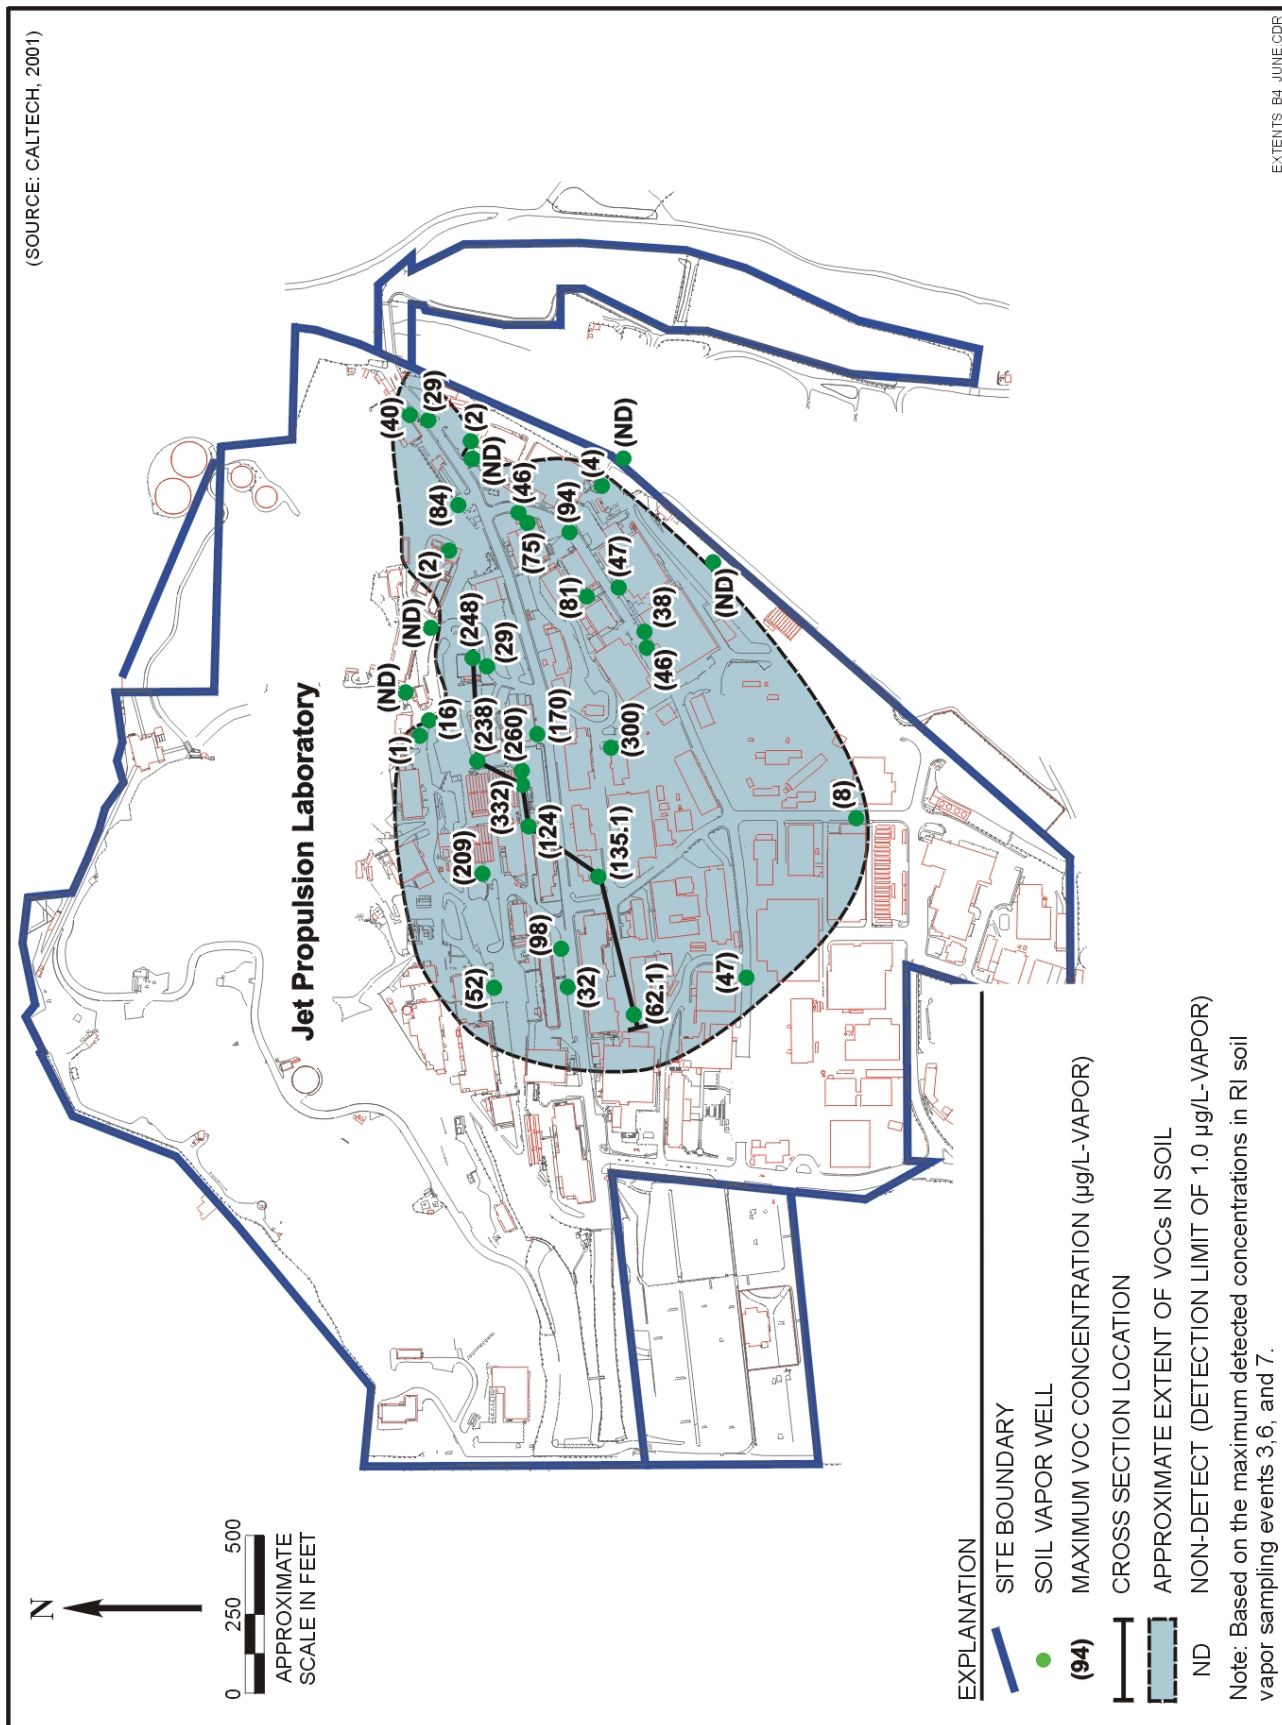 (SOURCE: CALTECH, 2001)
N
0 250 500
APPROXIMATE
SCALE IN FEET
Jet Propulsion Laboratory
(40)
(29)
(2)
(ND)
(84)
(2)
(46)
(75)
(94)
(4)
(ND)
(ND)
(ND)
(248)
(29)
(81)
(47)
(38)
(46)
(ND)
(1)
(16)
(238)
(260)
(170)
(332)
(300)
(209)
(124)
(135.1)
(8)
(98)
(52)
(32)
(62.1)
(47)
EXPLANATION
SITE BOUNDARY
SOIL VAPOR WELL
(94) MAXIMUM VOC CONCENTRATION (µg/L-VAPOR)
CROSS SECTION LOCATION
APPROXIMATE EXTENT OF VOCs IN SOIL
ND NON-DETECT (DETECTION LIMIT OF 1.0 µg/L-VAPOR)
Note: Based on the maximum detected concentrations in RI soil
vapor sampling events 3,6, and 7.
EXTENTS_B4_JUNE.CDR